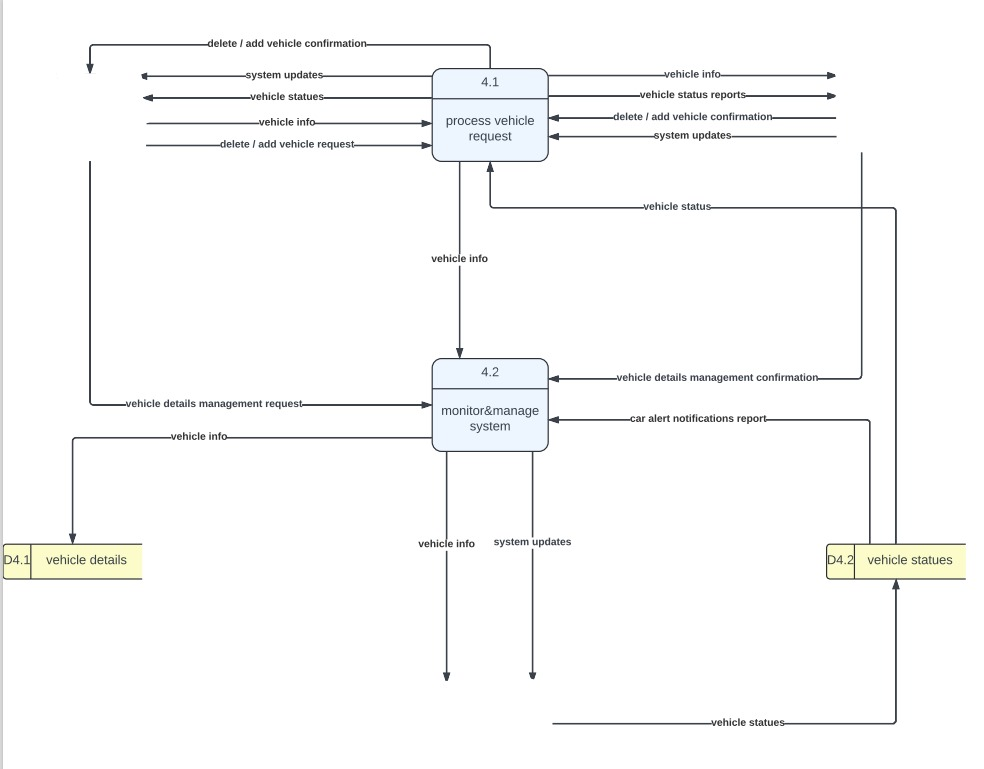 delete / add vehicle confirmation
system updates
vehicle statues
vehicle info
delete / add vehicle request
4.1
process vehicle
request
vehicle info
vehicle status reports
delete / add vehicle confirmation
system updates
vehicle status
vehicle info
4.2
monitor&manage
system
vehicle details management confirmation
vehicle details management request
car alert notifications report
vehicle info
vehicle info
system updates
D4.1
vehicle details
D4.2
vehicle statues
vehicle statues